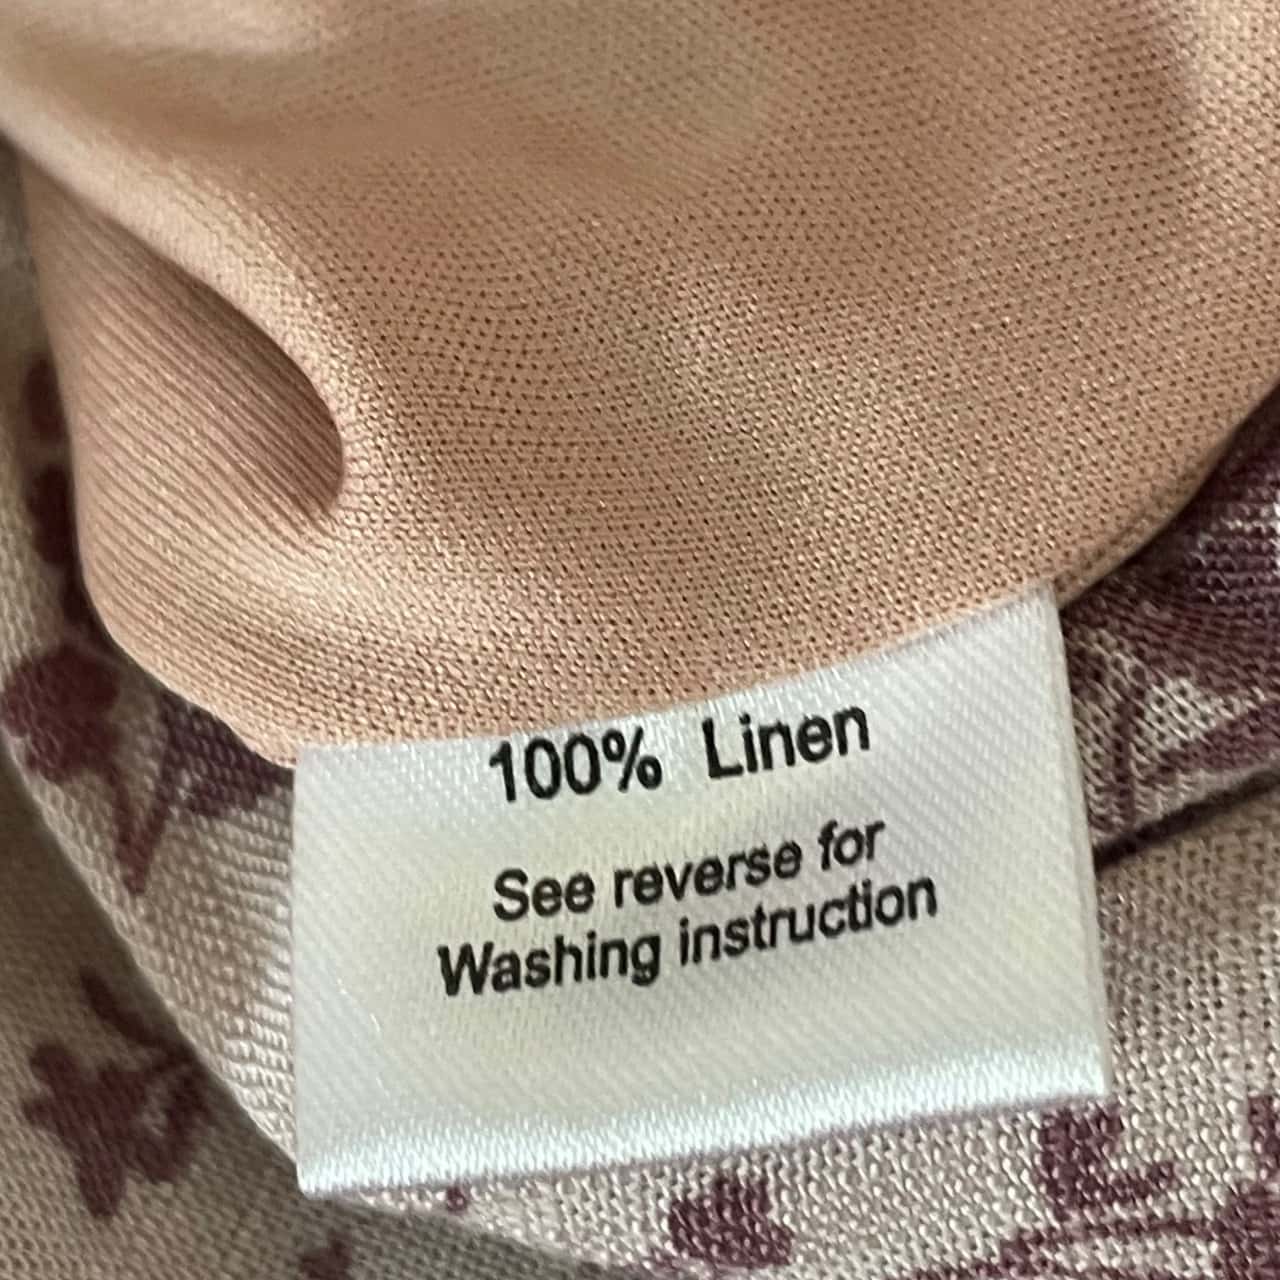 100% Linen
See reverse for
Washing instruction